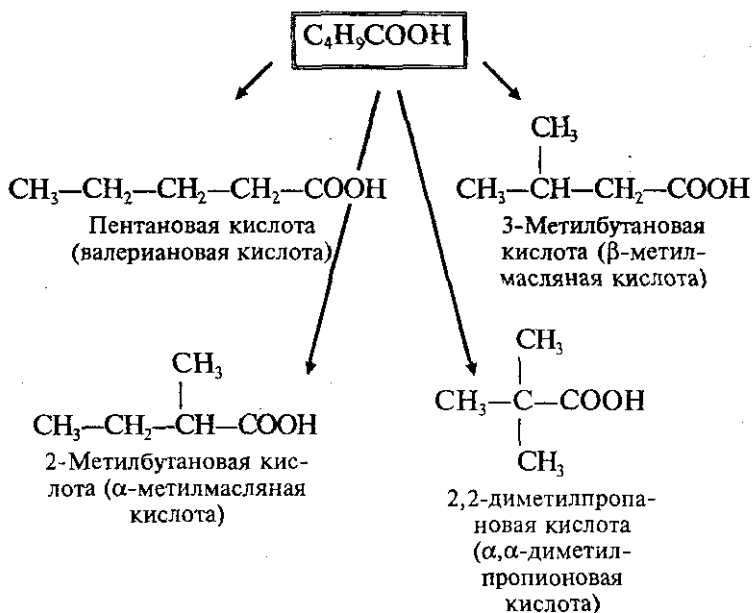 C₄H₉COOH
CH₃—CH₂—CH₂—CH₂—COOH
Пентановая кислота
(валериановая кислота)
CH₃
|
CH₃—CH—CH₂—COOH
3-Метилбутановая
кислота (β-метил-
масляная кислота)
CH₃
|
CH₃—CH₂—CH—COOH
2-Метилбутановая кис-
лота (α-метилмасляная
кислота)
CH₃
|
CH₃—C—COOH
|
CH₃
2,2-диметилпропа-
новая кислота
(α,α-диметил-
пропионовая
кислота)